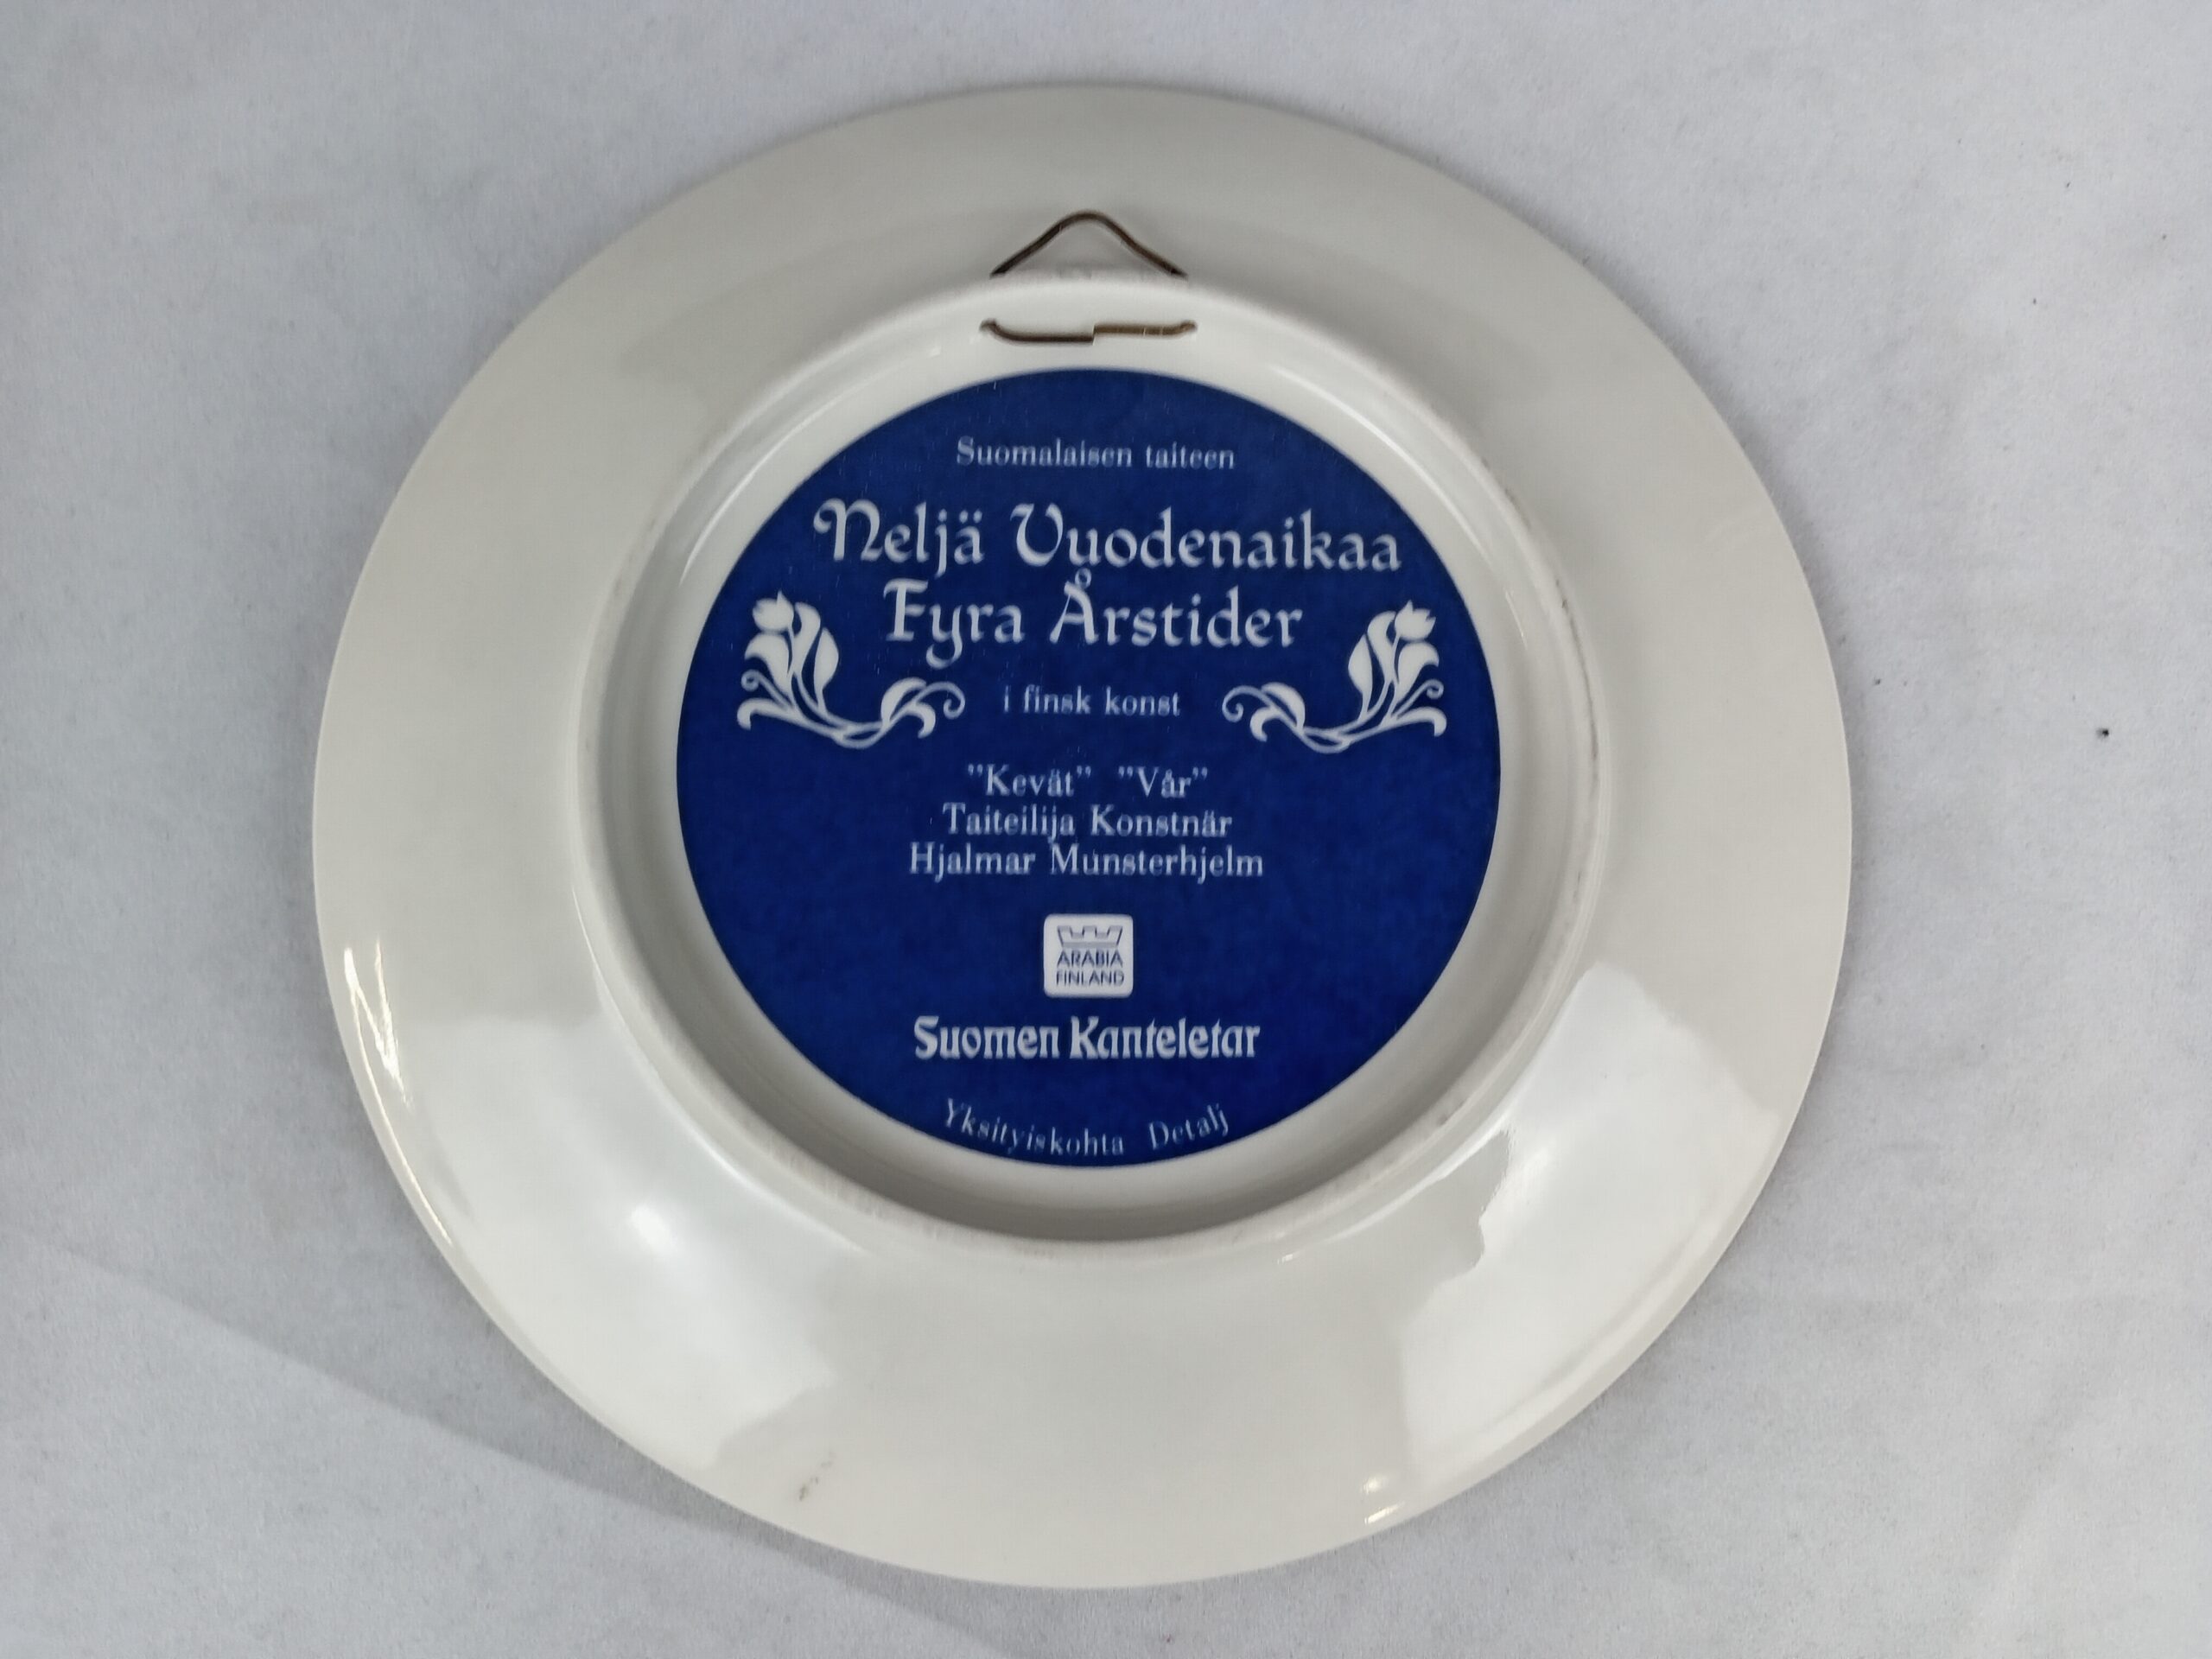 Suomalaisen taiteen
Neljä Vuodenaikaa
Fyra Årstider
i finsk konst
”Kevät” ”Vår”
Taiteilija Konstnär
Hjalmar Munsterhjelm
ARABIA
FINLAND
Suomen Kanteletar
Yksityiskohta Detalj